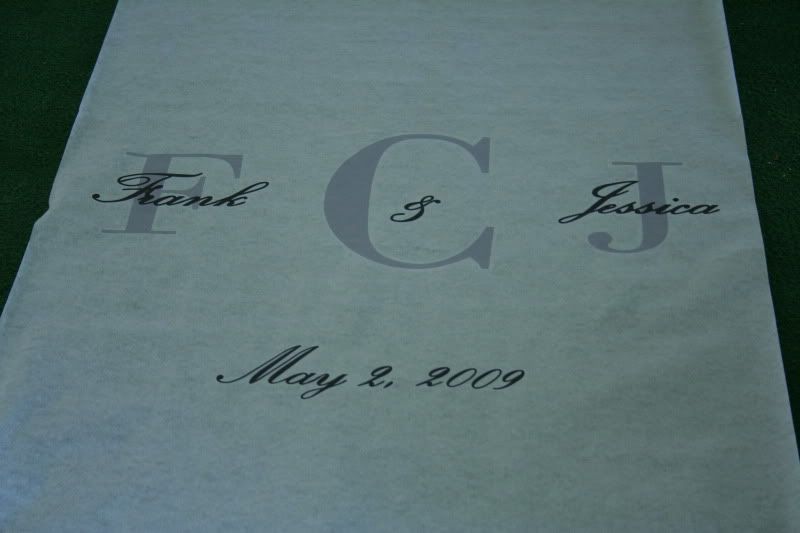 F C J
Frank & Jessica
May 2, 2009